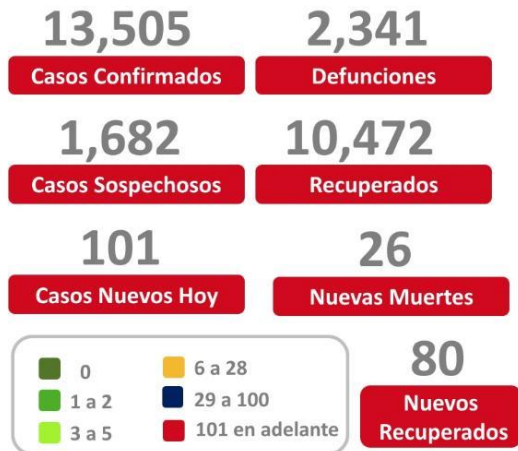 13,505
Casos Confirmados
2,341
Defunciones
1,682
Casos Sospechosos
10,472
Recuperados
101
Casos Nuevos Hoy
26
Nuevas Muertes
0
1 a 2
3 a 5
6 a 28
29 a 100
101 en adelante
80
Nuevos
Recuperados